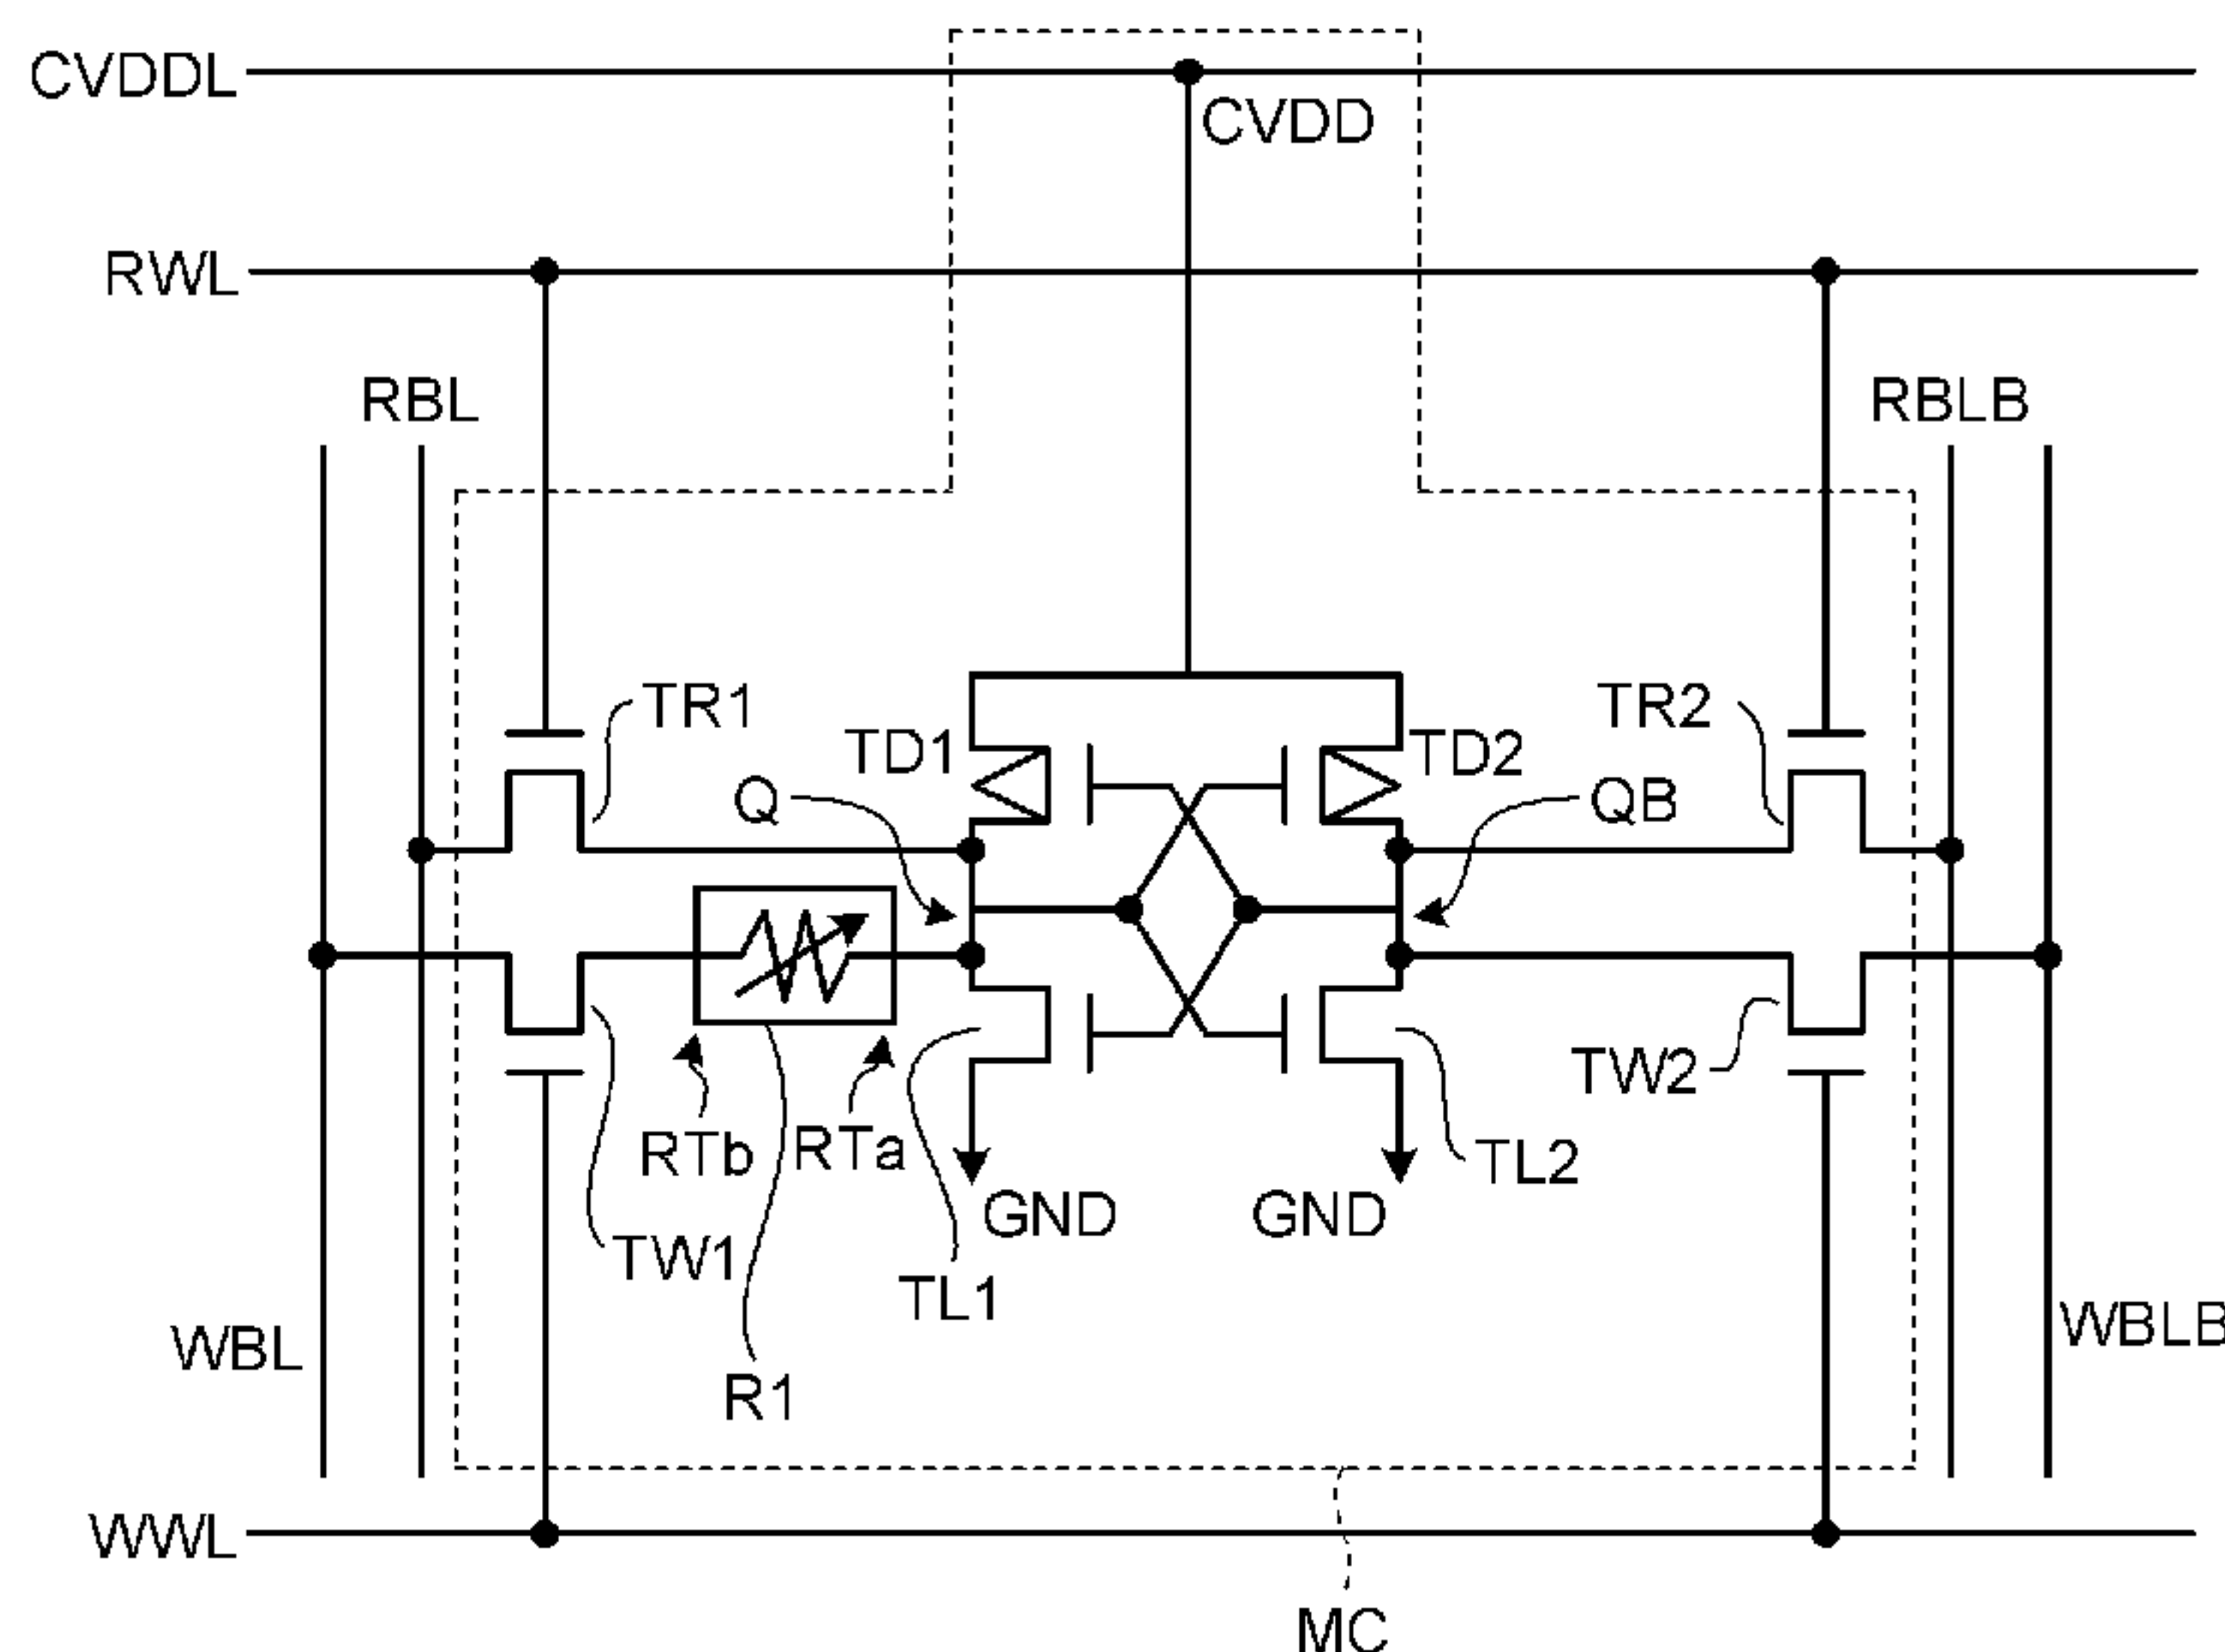 CVDDL
CVDD
RWL
RBL
RBLB
TR1
TR2
TD1
TD2
Q
QB
TW2
RTb
RTa
TL2
GND
GND
TW1
TL1
WBL
WBLB
R1
WWL
MC